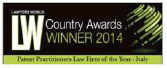 LAWYERS WORLD
LW
Country Awards
WINNER 2014
Patent Practitioners Law Firm of the Year - Italy